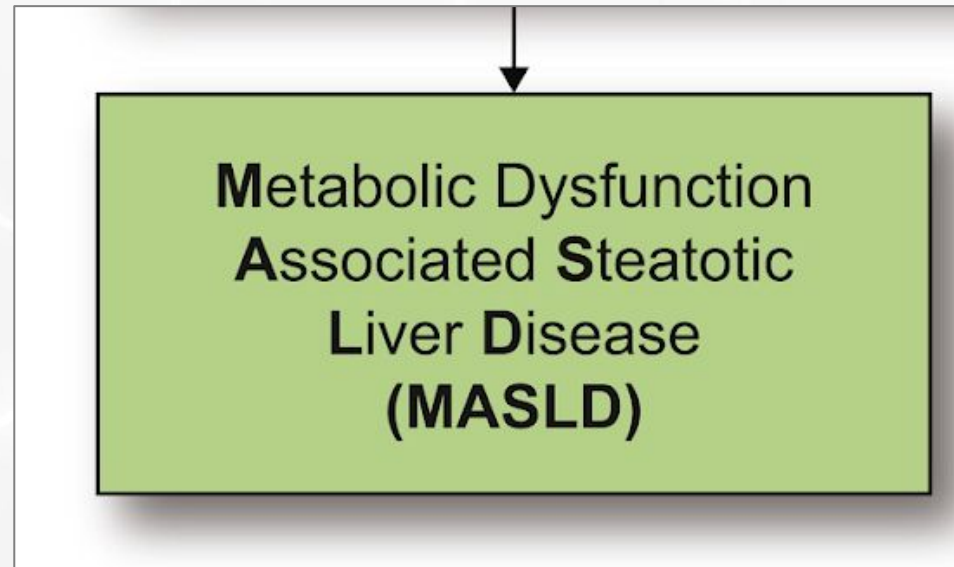 Metabolic Dysfunction
Associated Steatotic
Liver Disease
(MASLD)